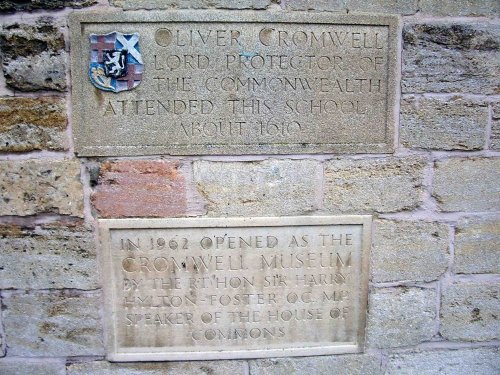 OLIVER CROMWELL
LORD PROTECTOR OF
THE COMMONWEALTH
ATTENDED THIS SCHOOL
ABOUT 1610
IN 1962 OPENED AS THE
CROMWELL MUSEUM
BY THE RT. HON. SIR HARRY
HYLTON-FOSTER Q.C. M.P.
SPEAKER OF THE HOUSE OF
COMMONS